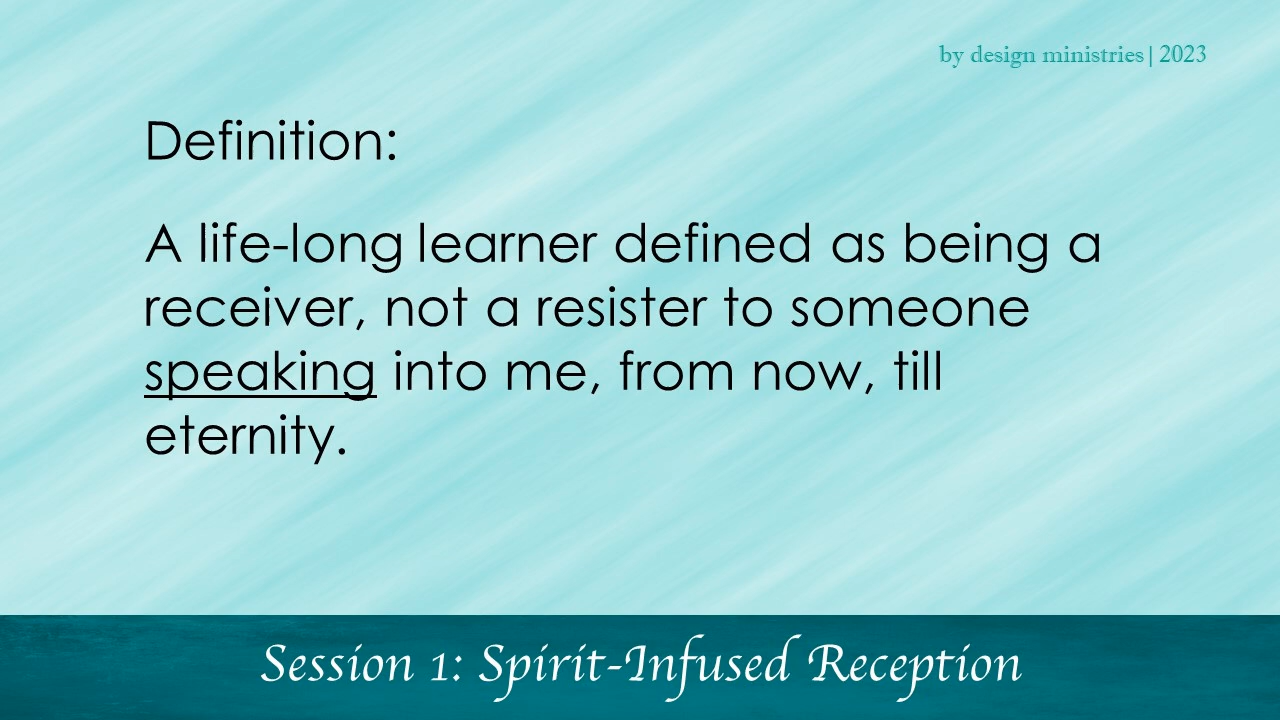 by design ministries | 2023
Definition:
A life-long learner defined as being a
receiver, not a resister to someone
speaking into me, from now, till
eternity.
Session 1: Spirit-Infused Reception